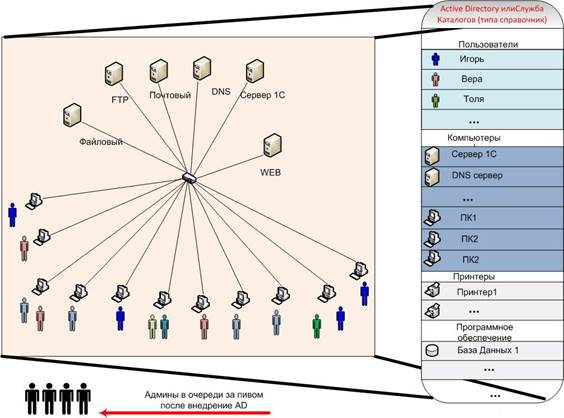 Active Directory илиСлужба
Каталогов (типа справочник)
Пользователи
Игорь
Вера
Толя
...
Компьютеры
Сервер 1С
DNS сервер
...
ПК1
ПК2
ПК2
Принтеры
Принтер1
...
Программное
обеспечение
База Данных 1
...
...
FTP
Почтовый
DNS
Сервер 1С
Файловый
WEB
Админы в очереди за пивом
после внедрение AD